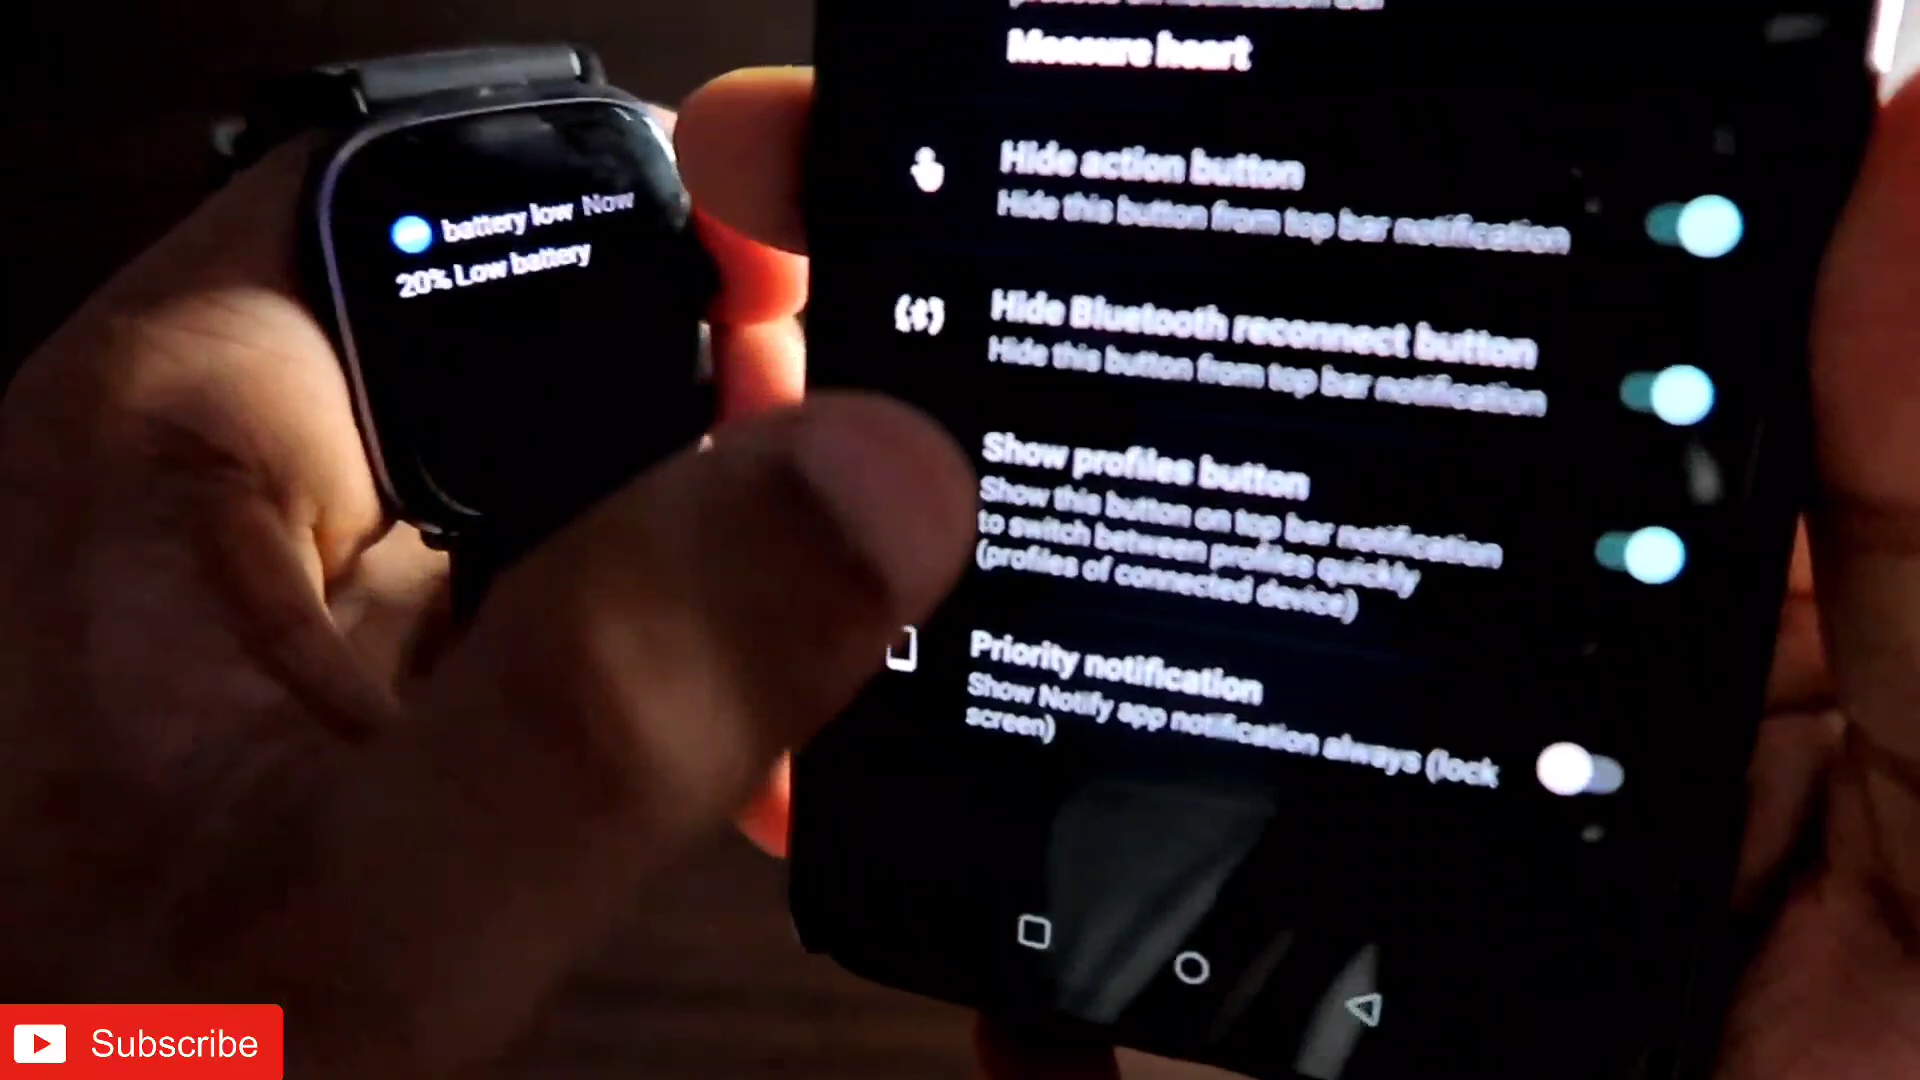 Measure heart
battery low Now
20% Low battery
Hide action button
Hide this button from top bar notification
Hide Bluetooth reconnect button
Hide this button from top bar notification
Show profiles button
Show this button on top bar notification
to switch between profiles quickly
(profiles of connected device)
Priority notification
Show Notify app notification always (lock
screen)
Subscribe